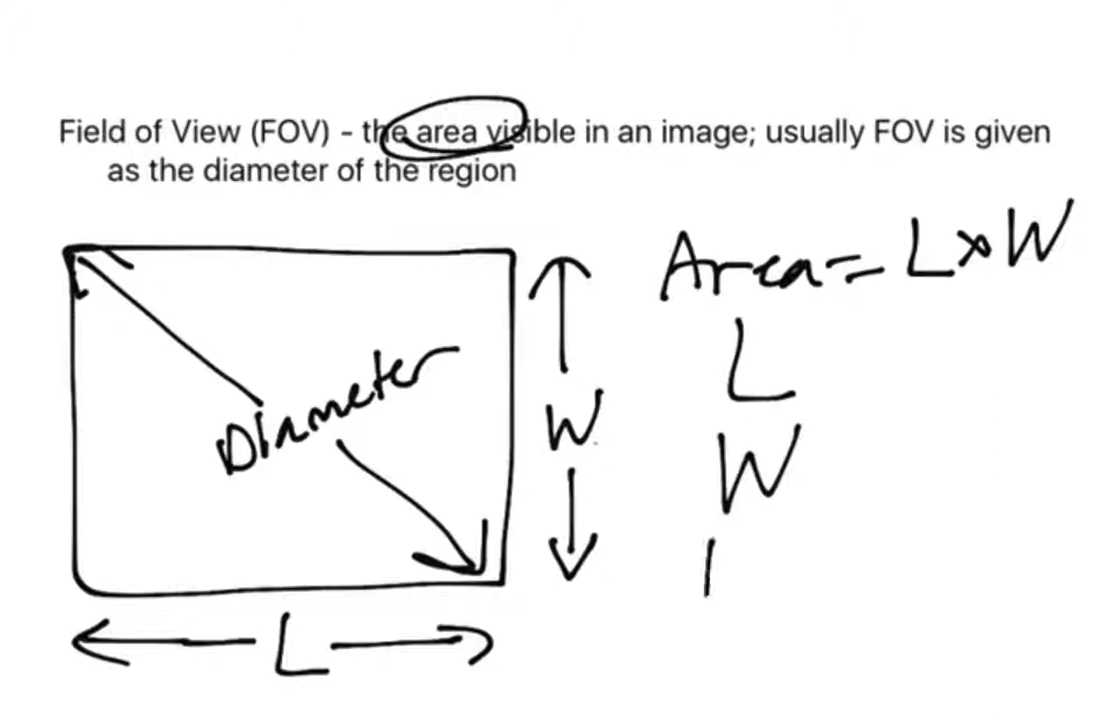 Field of View (FOV) - the area visible in an image; usually FOV is given
as the diameter of the region
Area = L x W
L
Diameter
W
W
L